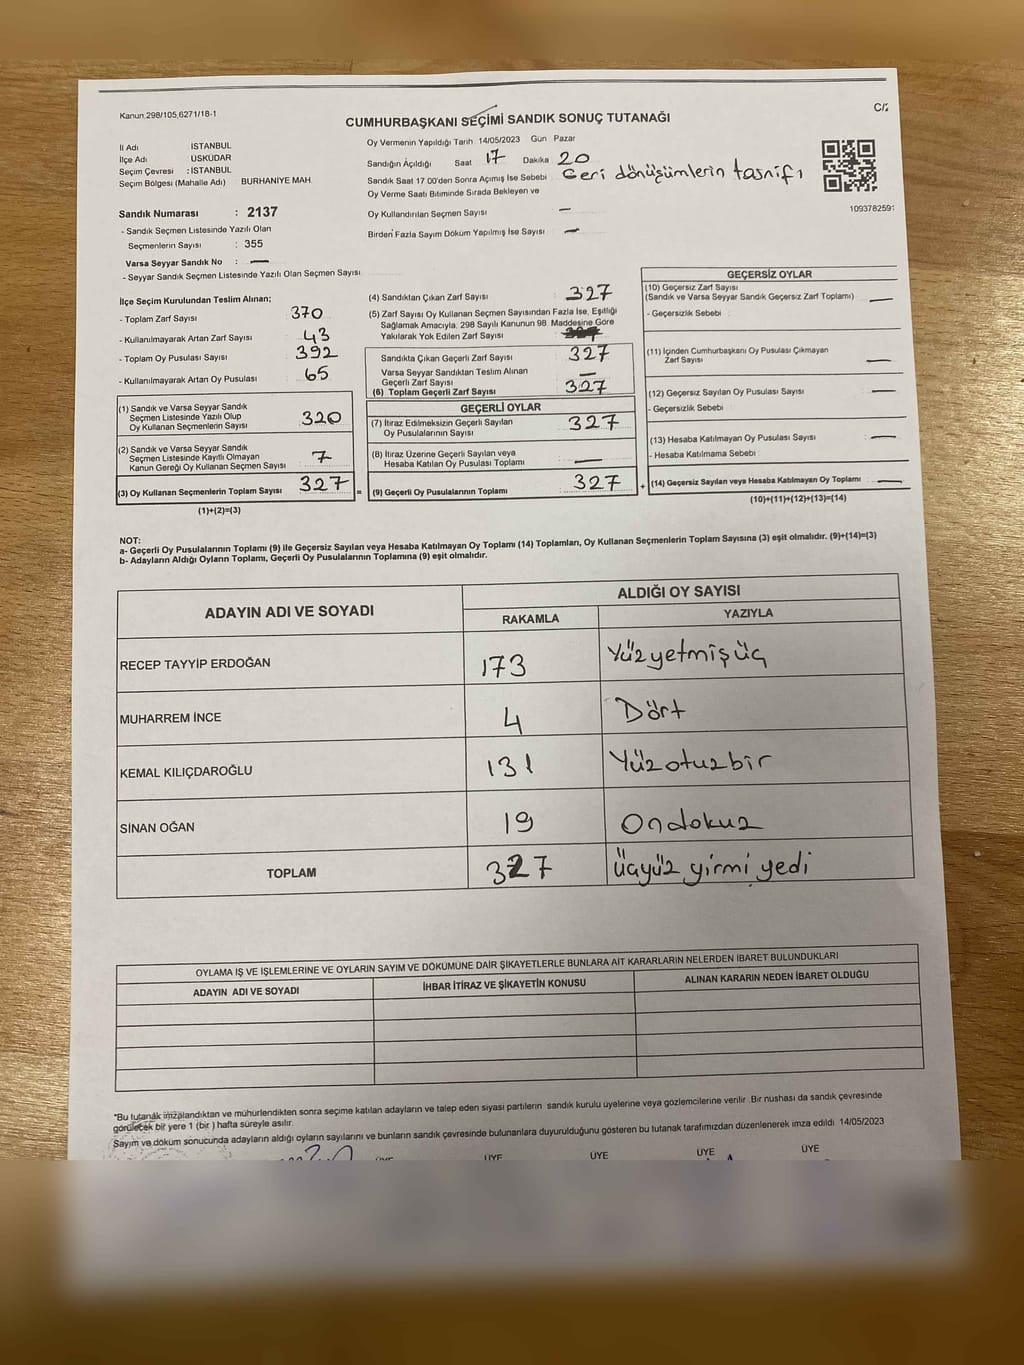 Kanun 298/105,6271/18-1
C/2
CUMHURBAŞKANI SEÇİMİ SANDIK SONUÇ TUTANAĞI
İl Adı İSTANBUL
İlçe Adı ÜSKÜDAR
Seçim Çevresi : İSTANBUL
Seçim Bölgesi (Mahalle Adı) BURHANİYE MAH.
Oy Vermenin Yapıldığı Tarih 14/05/2023 Gün Pazar
Sandığın Açıldığı Saat 17 Dakika 20
Sandık Saat 17 00'den Sonra Açımış İse Sebebi Geri dönüşümlerin tasnifi
Oy Verme Saati Bitiminde Sırada Bekleyen ve
Oy Kullandırılan Seçmen Sayısı —
Birden Fazla Sayım Döküm Yapılmış İse Sayısı —
109378259
Sandık Numarası : 2137
- Sandık Seçmen Listesinde Yazılı Olan
Seçmenlerin Sayısı : 355
Varsa Seyyar Sandık No : —
- Seyyar Sandık Seçmen Listesinde Yazılı Olan Seçmen Sayısı
İlçe Seçim Kurulundan Teslim Alınan;
- Toplam Zarf Sayısı 370
- Kullanılmayarak Artan Zarf Sayısı 43
- Toplam Oy Pusulası Sayısı 392
- Kullanılmayarak Artan Oy Pusulası 65
(1) Sandık ve Varsa Seyyar Sandık
Seçmen Listesinde Yazılı Olup
Oy Kullanan Seçmenlerin Sayısı 320
(2) Sandık ve Varsa Seyyar Sandık
Seçmen Listesinde Kayıtlı Olmayan
Kanun Gereği Oy Kullanan Seçmen Sayısı 7
(3) Oy Kullanan Seçmenlerin Toplam Sayısı 327
(1)+(2)=(3)
(4) Sandıktan Çıkan Zarf Sayısı : 327
(5) Zarf Sayısı Oy Kullanan Seçmen Sayısından Fazla İse, Eşitliği
Sağlamak Amacıyla, 298 Sayılı Kanunun 98. Maddesine Göre
Yakılarak Yok Edilen Zarf Sayısı
Sandıkta Çıkan Geçerli Zarf Sayısı 327
Varsa Seyyar Sandıktan Teslim Alınan
Geçerli Zarf Sayısı —
(6) Toplam Geçerli Zarf Sayısı 327
GEÇERLİ OYLAR
(7) İtiraz Edilmeksizin Geçerli Sayılan
Oy Pusulalarının Sayısı 327
(8) İtiraz Üzerine Geçerli Sayılan veya
Hesaba Katılan Oy Pusulası Toplamı —
= (9) Geçerli Oy Pusulalarının Toplamı 327
GEÇERSİZ OYLAR
(10) Geçersiz Zarf Sayısı
(Sandık ve Varsa Seyyar Sandık Geçersiz Zarf Toplamı) —
- Geçersizlik Sebebi :
(11) İçinden Cumhurbaşkanı Oy Pusulası Çıkmayan
Zarf Sayısı —
(12) Geçersiz Sayılan Oy Pusulası Sayısı —
- Geçersizlik Sebebi
(13) Hesaba Katılmayan Oy Pusulası Sayısı —
- Hesaba Katılmama Sebebi
+ (14) Geçersiz Sayılan veya Hesaba Katılmayan Oy Toplamı —
(10)+(11)+(12)+(13)=(14)
NOT:
a- Geçerli Oy Pusulalarının Toplamı (9) ile Geçersiz Sayılan veya Hesaba Katılmayan Oy Toplamı (14) Toplamları, Oy Kullanan Seçmenlerin Toplam Sayısına (3) eşit olmalıdır. (9)+(14)=(3)
b- Adayların Aldığı Oyların Toplamı, Geçerli Oy Pusulalarının Toplamına (9) eşit olmalıdır.
ADAYIN ADI VE SOYADI
ALDIĞI OY SAYISI
RAKAMLA YAZIYLA
RECEP TAYYİP ERDOĞAN 173 Yüzyetmişüç
MUHARREM İNCE 4 Dört
KEMAL KILIÇDAROĞLU 131 Yüzotuzbir
SİNAN OĞAN 19 Ondokuz
TOPLAM 327 Üçyüz yirmi yedi
OYLAMA İŞ VE İŞLEMLERİNE VE OYLARIN SAYIM VE DÖKÜMÜNE DAİR ŞİKAYETLERLE BUNLARA AİT KARARLARIN NELERDEN İBARET BULUNDUKLARI
ADAYIN ADI VE SOYADI İHBAR İTİRAZ VE ŞİKAYETİN KONUSU ALINAN KARARIN NEDEN İBARET OLDUĞU
*Bu tutanak imzalandıktan ve mühürlendikten sonra seçime katılan adayların ve talep eden siyasi partilerin sandık kurulu üyelerine veya gözlemcilerine verilir .Bir nushası da sandık çevresinde
görülecek bir yere 1 (bir ) hafta süreyle asılır.
Sayım ve döküm sonucunda adayların aldığı oyların sayılarını ve bunların sandık çevresinde bulunanlara duyurulduğunu gösteren bu tutanak tarafımızdan düzenlenerek imza edildi 14/05/2023
ÜYE ÜYE ÜYE ÜYE ÜYE